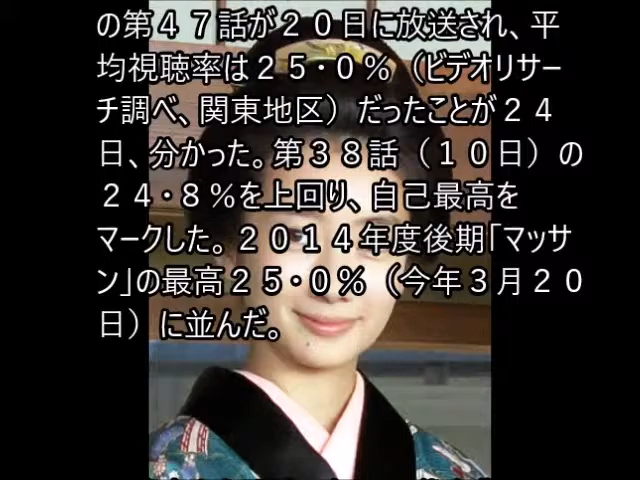 の第４７話が２０日に放送され、平
均視聴率は２５・０％（ビデオリサー
チ調べ、関東地区）だったことが２４
日、分かった。第３８話（１０日）の
２４・８％を上回り、自己最高を
マークした。２０１４年度後期「マッサ
ン」の最高２５・０％（今年３月２０
日）に並んだ。